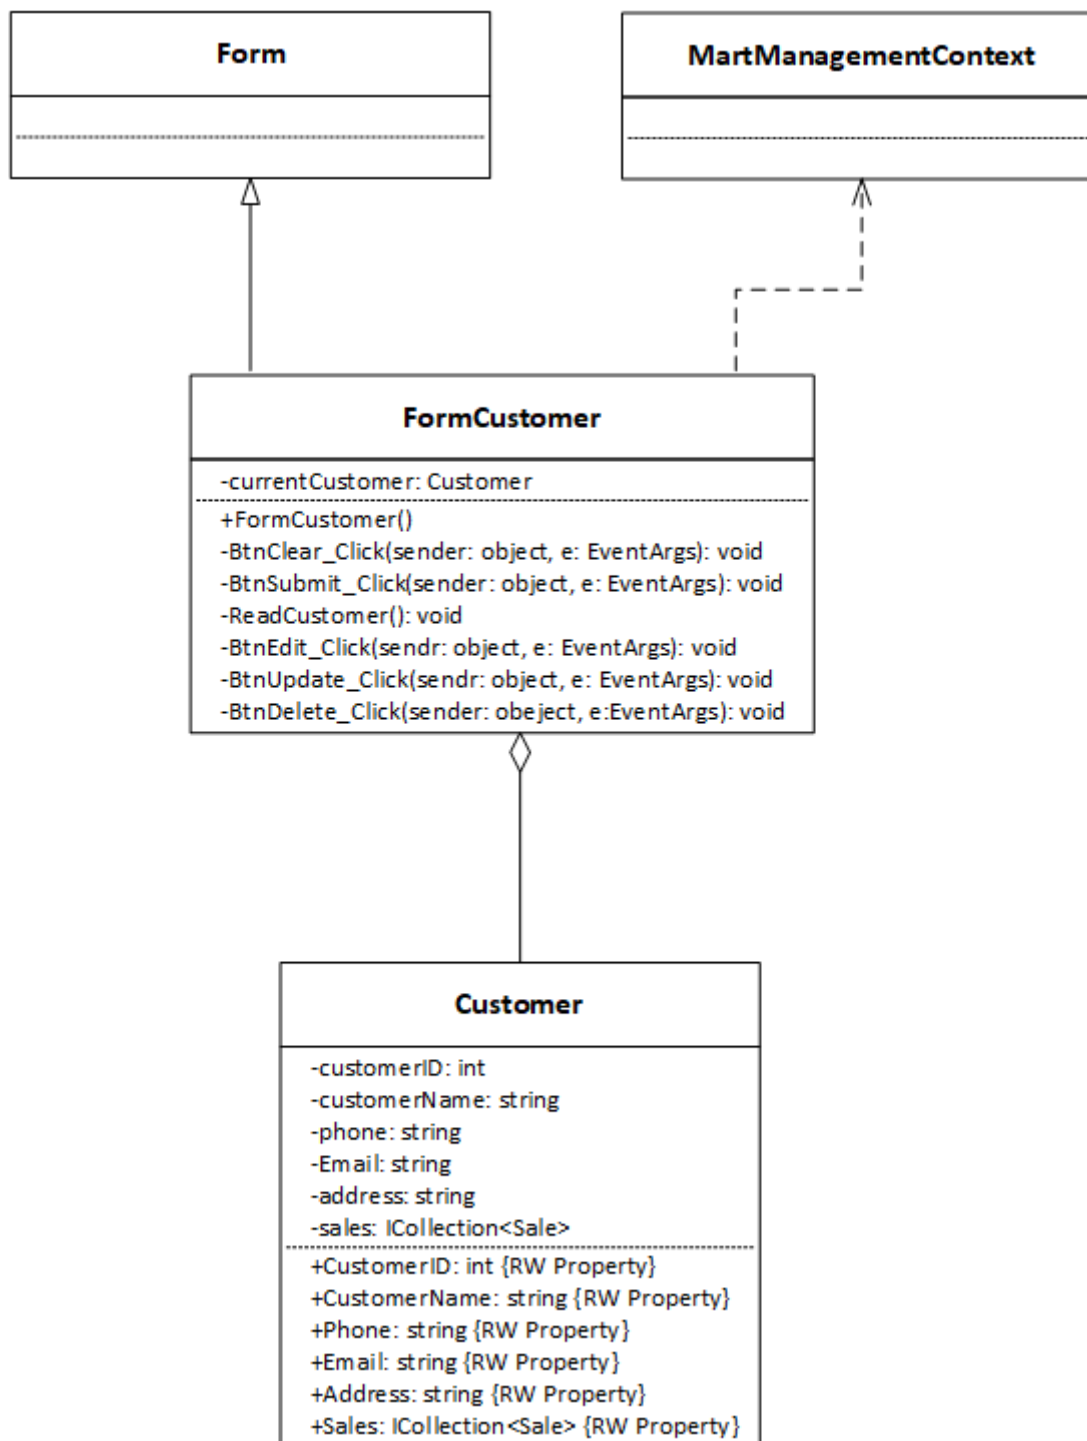 Form
MartManagementContext
FormCustomer
-currentCustomer: Customer
+FormCustomer()
-BtnClear_Click(sender: object, e: EventArgs): void
-BtnSubmit_Click(sender: object, e: EventArgs): void
-ReadCustomer(): void
-BtnEdit_Click(sendr: object, e: EventArgs): void
-BtnUpdate_Click(sendr: object, e: EventArgs): void
-BtnDelete_Click(sender: obeject, e:EventArgs): void
Customer
-customerID: int
-customerName: string
-phone: string
-Email: string
-address: string
-sales: ICollection<Sale>
+CustomerID: int {RW Property}
+CustomerName: string {RW Property}
+Phone: string {RW Property}
+Email: string {RW Property}
+Address: string {RW Property}
+Sales: ICollection<Sale> {RW Property}